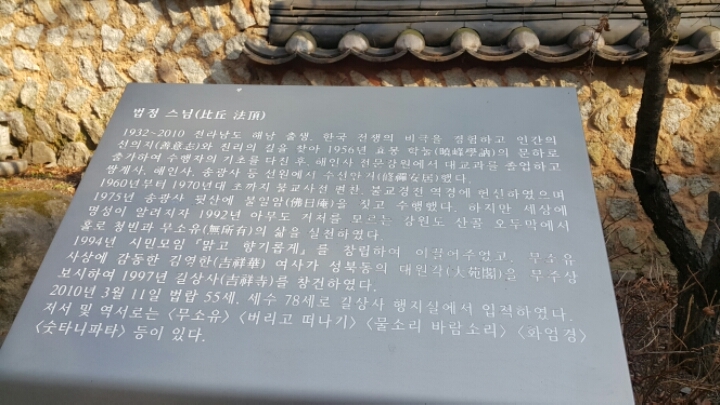 법정 스님(比丘 法頂)
1932~2010 전라남도 해남 출생. 한국 전쟁의 비극을 경험하고 인간의
선의지(善意志)와 진리의 길을 찾아 1956년 효봉 학눌(曉峰學訥)의 문하로
출가하여 수행자의 기초를 다진 후, 해인사 전문강원에서 대교과를 졸업하고
쌍계사, 해인사, 송광사 등 선원에서 수선안거(修禪安居)했다.
1960년부터 1970년대 초까지 불교사전 편찬, 불교경전 역경에 헌신하였으며
1975년 송광사 뒷산에 불일암(佛日庵)을 짓고 수행했다. 하지만 세상에
명성이 알려지자 1992년 아무도 거처를 모르는 강원도 산골 오두막에서
홀로 청빈과 무소유(無所有)의 삶을 실천하였다.
1994년 시민모임 『맑고 향기롭게』를 창립하여 이끌어주었고, 무소유
사상에 감동한 김영한(吉祥華) 여사가 성북동의 대원각(大苑閣)을 무주상
보시하여 1997년 길상사(吉祥寺)를 창건하였다.
2010년 3월 11일 법랍 55세, 세수 78세로 길상사 행지실에서 입적하였다.
저서 및 역서로는 〈무소유〉 〈버리고 떠나기〉 〈물소리 바람소리〉 〈화엄경〉
〈숫타니파타〉 등이 있다.